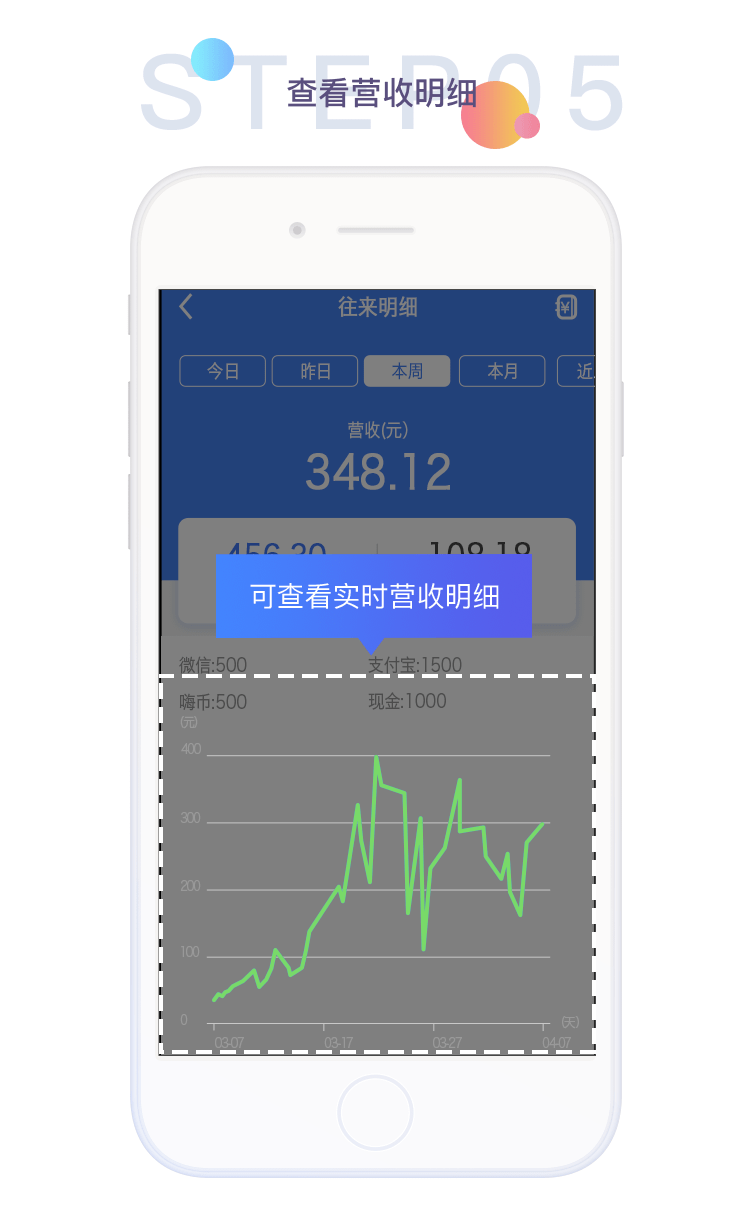 STEP05
查看营收明细
往来明细
今日 昨日 本周 本月 近
营收(元)
348.12
456.30 108.18
可查看实时营收明细
微信:500 支付宝:1500
嗨币:500 现金:1000
(元)
400
300
200
100
0
(天)
03-07 03-17 03-27 04-07